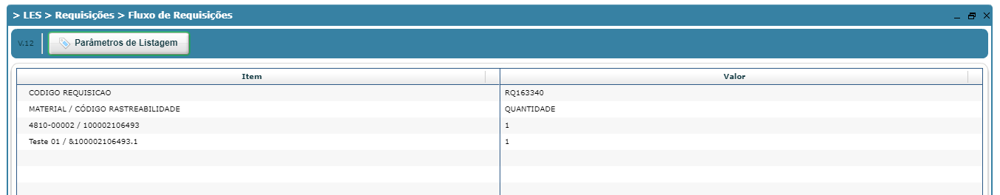 > LES > Requisições > Fluxo de Requisições
V.12 Parâmetros de Listagem
Item Valor
CODIGO REQUISICAO RQ163340
MATERIAL / CÓDIGO RASTREABILIDADE QUANTIDADE
4810-00002 / 100002106493 1
Teste 01 / &100002106493.1 1